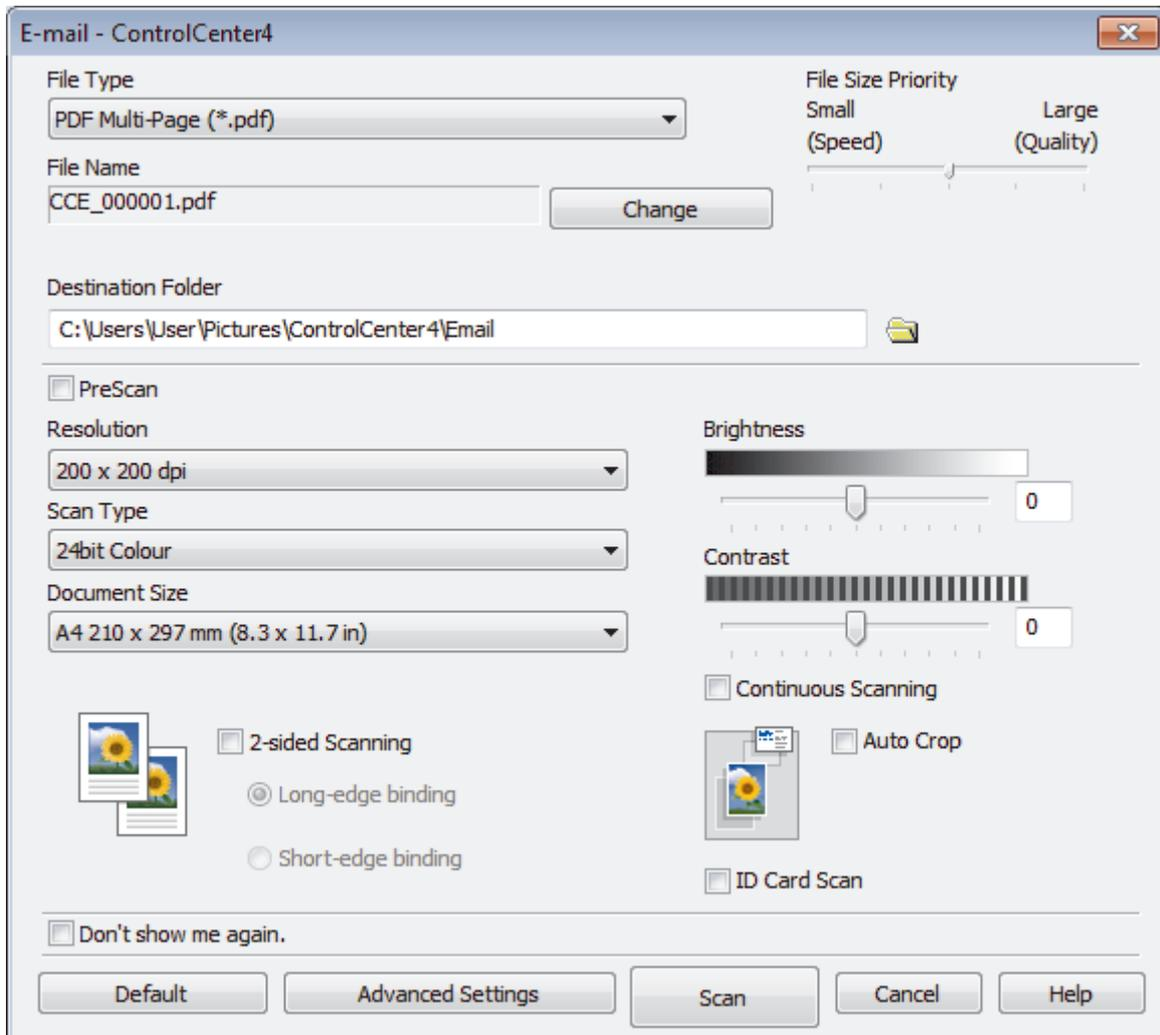 E-mail - ControlCenter4
File Type
PDF Multi-Page (*.pdf)
File Size Priority
Small Large
(Speed) (Quality)
File Name
CCE_000001.pdf
Change
Destination Folder
C:\Users\User\Pictures\ControlCenter4\Email
PreScan
Resolution
200 x 200 dpi
Scan Type
24bit Colour
Document Size
A4 210 x 297 mm (8.3 x 11.7 in)
Brightness
0
Contrast
0
Continuous Scanning
2-sided Scanning
Long-edge binding
Short-edge binding
Auto Crop
ID Card Scan
Don't show me again.
Default Advanced Settings Scan Cancel Help